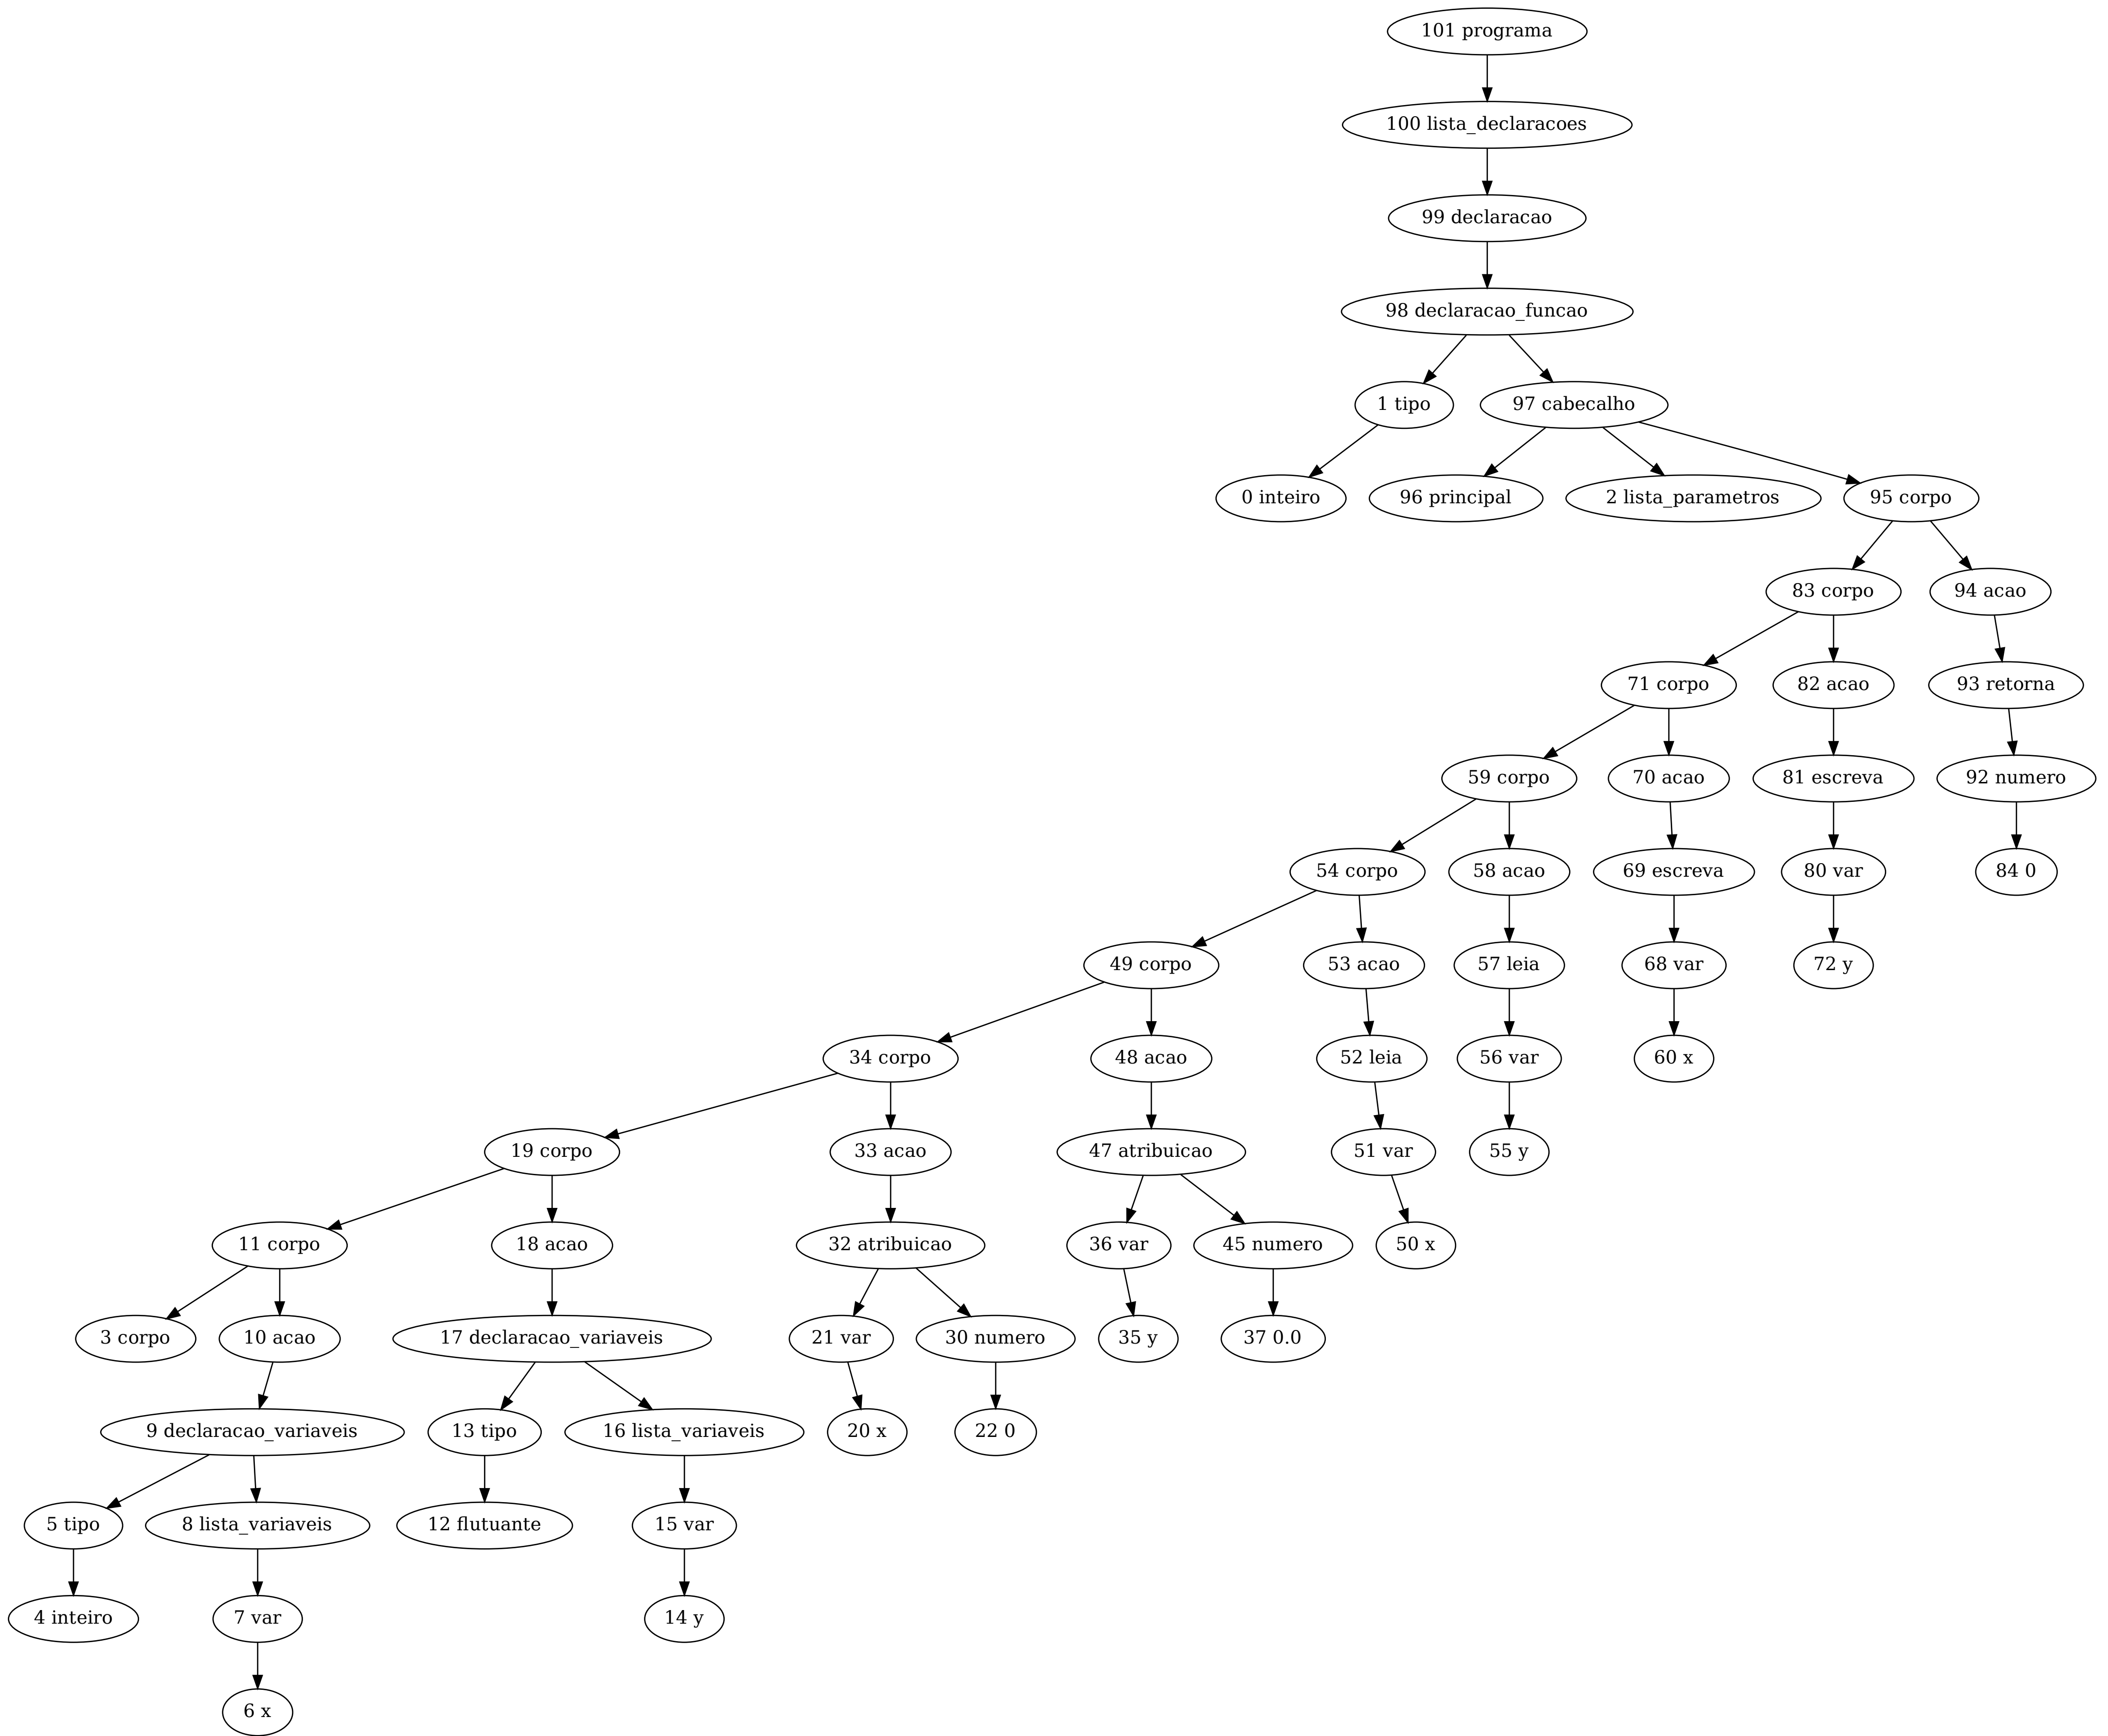 101 programa
100 lista_declaracoes
99 declaracao
98 declaracao_funcao
1 tipo
97 cabecalho
0 inteiro
96 principal
2 lista_parametros
95 corpo
83 corpo
94 acao
71 corpo
82 acao
93 retorna
59 corpo
70 acao
81 escreva
92 numero
54 corpo
58 acao
69 escreva
80 var
84 0
49 corpo
53 acao
57 leia
68 var
72 y
34 corpo
48 acao
52 leia
56 var
60 x
19 corpo
33 acao
47 atribuicao
51 var
55 y
11 corpo
18 acao
32 atribuicao
36 var
45 numero
50 x
3 corpo
10 acao
17 declaracao_variaveis
21 var
30 numero
35 y
37 0.0
9 declaracao_variaveis
13 tipo
16 lista_variaveis
20 x
22 0
5 tipo
8 lista_variaveis
12 flutuante
15 var
4 inteiro
7 var
14 y
6 x